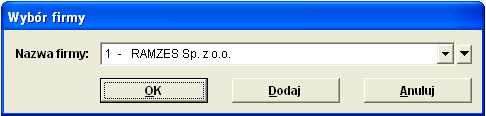 Wybór firmy
Nazwa firmy: 1 - RAMZES Sp. z o.o.
OK Dodaj Anuluj